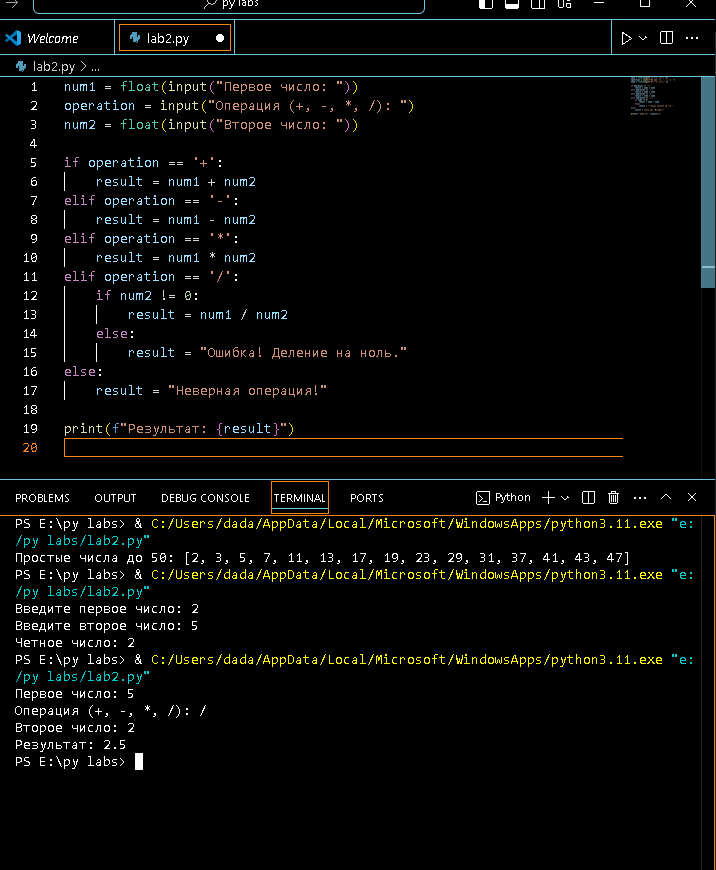 py labs
Welcome
lab2.py
lab2.py > ...
1 num1 = float(input("Первое число: "))
2 operation = input("Операция (+, -, *, /): ")
3 num2 = float(input("Второе число: "))
4
5 if operation == '+':
6 result = num1 + num2
7 elif operation == '-':
8 result = num1 - num2
9 elif operation == '*':
10 result = num1 * num2
11 elif operation == '/':
12 if num2 != 0:
13 result = num1 / num2
14 else:
15 result = "Ошибка! Деление на ноль."
16 else:
17 result = "Неверная операция!"
18
19 print(f"Результат: {result}")
20
PROBLEMS OUTPUT DEBUG CONSOLE TERMINAL PORTS Python
PS E:\py labs> & C:/Users/dada/AppData/Local/Microsoft/WindowsApps/python3.11.exe "e:
/py labs/lab2.py"
Простые числа до 50: [2, 3, 5, 7, 11, 13, 17, 19, 23, 29, 31, 37, 41, 43, 47]
PS E:\py labs> & C:/Users/dada/AppData/Local/Microsoft/WindowsApps/python3.11.exe "e:
/py labs/lab2.py"
Введите первое число: 2
Введите второе число: 5
Четное число: 2
PS E:\py labs> & C:/Users/dada/AppData/Local/Microsoft/WindowsApps/python3.11.exe "e:
/py labs/lab2.py"
Первое число: 5
Операция (+, -, *, /): /
Второе число: 2
Результат: 2.5
PS E:\py labs>